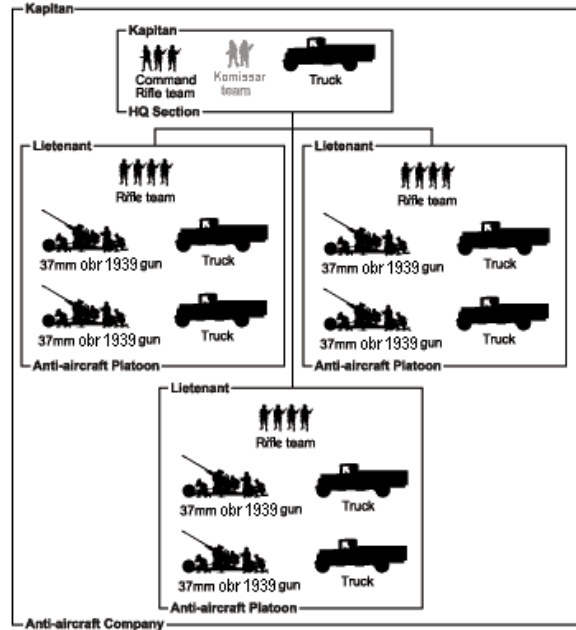 Kapitan
Kapitan
Command
Rifle team
Komissar
team
Truck
HQ Section
Lietenant
Rifle team
37mm obr 1939 gun
Truck
37mm obr 1939 gun
Truck
Anti-aircraft Platoon
Lietenant
Rifle team
37mm obr 1939 gun
Truck
37mm obr 1939 gun
Truck
Anti-aircraft Platoon
Lietenant
Rifle team
37mm obr 1939 gun
Truck
37mm obr 1939 gun
Truck
Anti-aircraft Platoon
Anti-aircraft Company